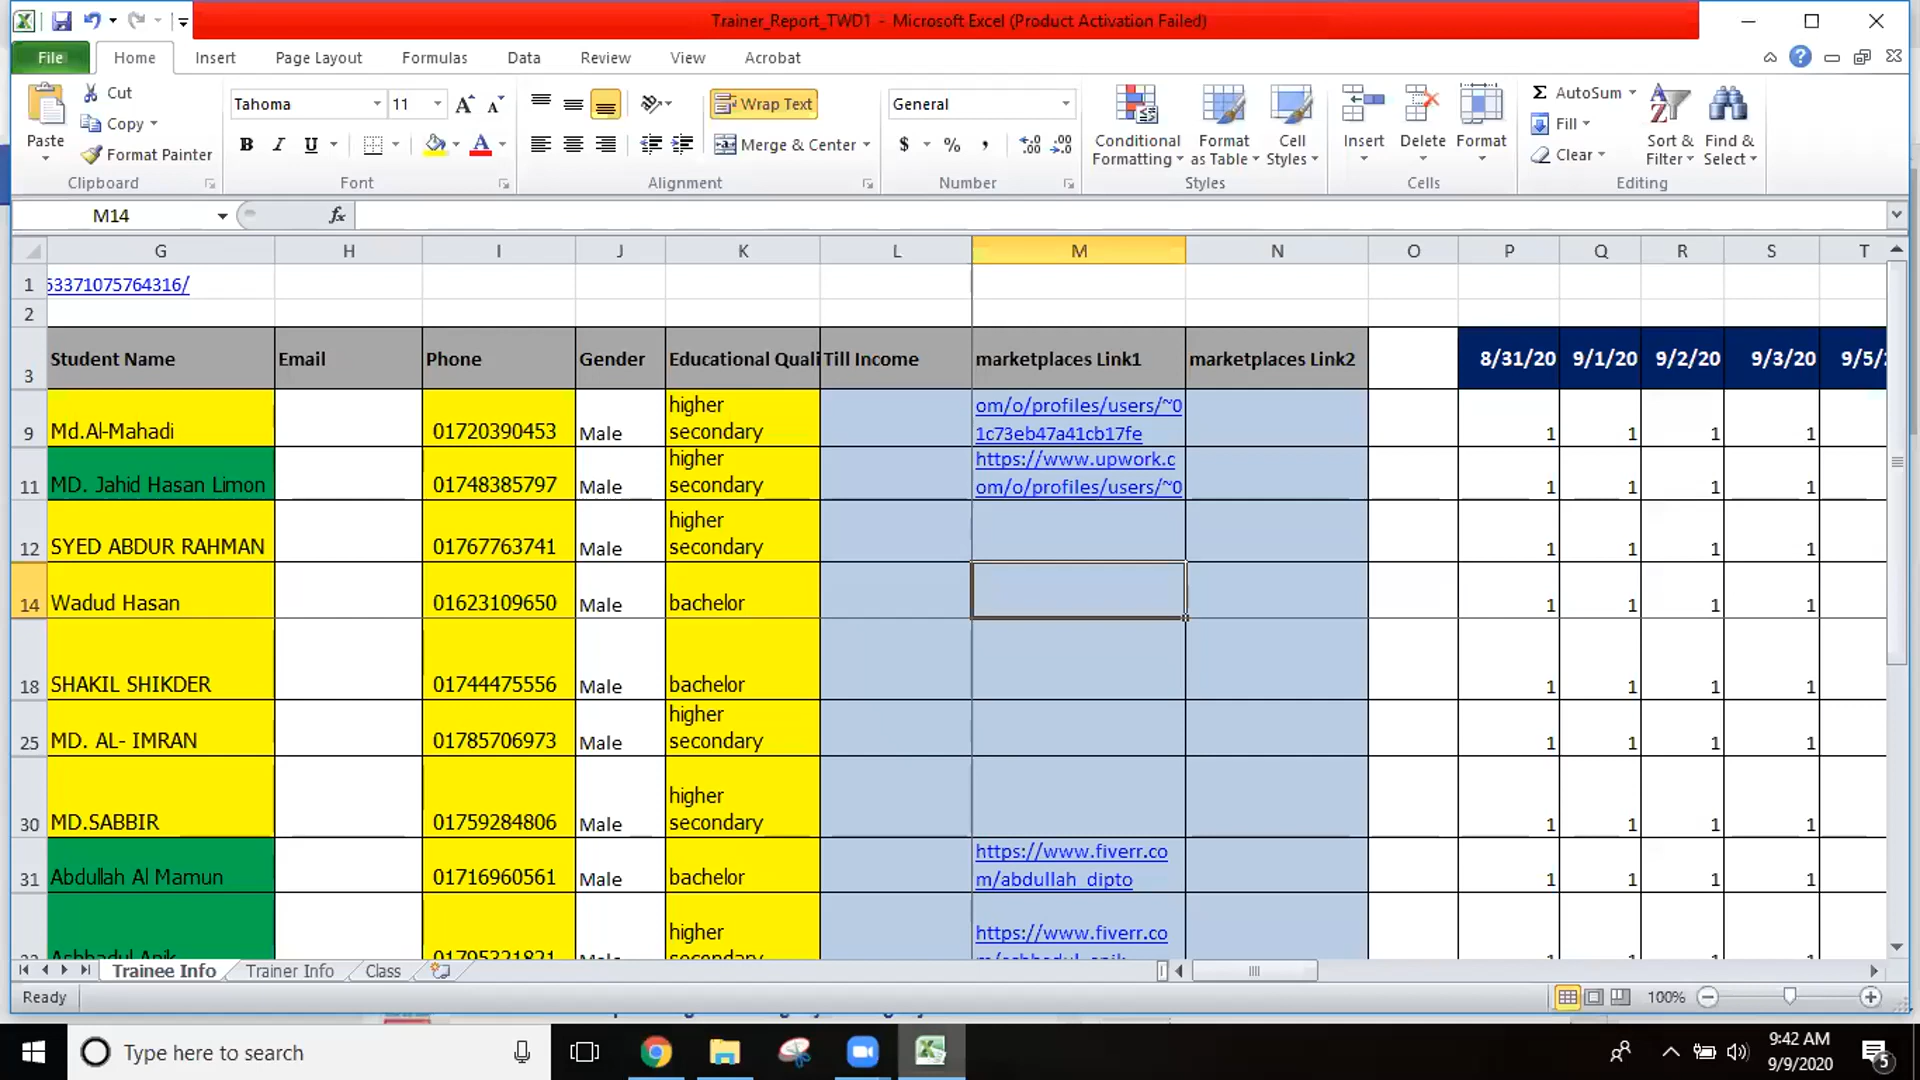 Trainer_Report_TWD1 - Microsoft Excel (Product Activation Failed)
File Home Insert Page Layout Formulas Data Review View Acrobat
Paste
Cut
Copy
Format Painter
Clipboard
Tahoma 11
B I U
Font
Wrap Text
Merge & Center
Alignment
General
$ % ,
Number
Conditional Formatting
Format as Table
Cell Styles
Styles
Insert Delete Format
Cells
AutoSum
Fill
Clear
Sort & Filter
Find & Select
Editing
M14 fx
G H I J K L M N O P Q R S T
1 53371075764316/
2
3 Student Name Email Phone Gender Educational Quali Till Income marketplaces Link1 marketplaces Link2 8/31/20 9/1/20 9/2/20 9/3/20 9/5/
9 Md.Al-Mahadi 01720390453 Male higher secondary om/o/profiles/users/~01c73eb47a41cb17fe 1 1 1 1
11 MD. Jahid Hasan Limon 01748385797 Male higher secondary https://www.upwork.com/o/profiles/users/~0 1 1 1 1
12 SYED ABDUR RAHMAN 01767763741 Male higher secondary 1 1 1 1
14 Wadud Hasan 01623109650 Male bachelor 1 1 1 1
18 SHAKIL SHIKDER 01744475556 Male bachelor 1 1 1 1
25 MD. AL- IMRAN 01785706973 Male higher secondary 1 1 1 1
30 MD.SABBIR 01759284806 Male higher secondary 1 1 1 1
31 Abdullah Al Mamun 01716960561 Male bachelor https://www.fiverr.com/abdullah_dipto 1 1 1 1
01795321821 Male higher secondary https://www.fiverr.co 1 1 1 1
Trainee Info Trainer Info Class
Ready 100%
Type here to search
9:42 AM
9/9/2020
5